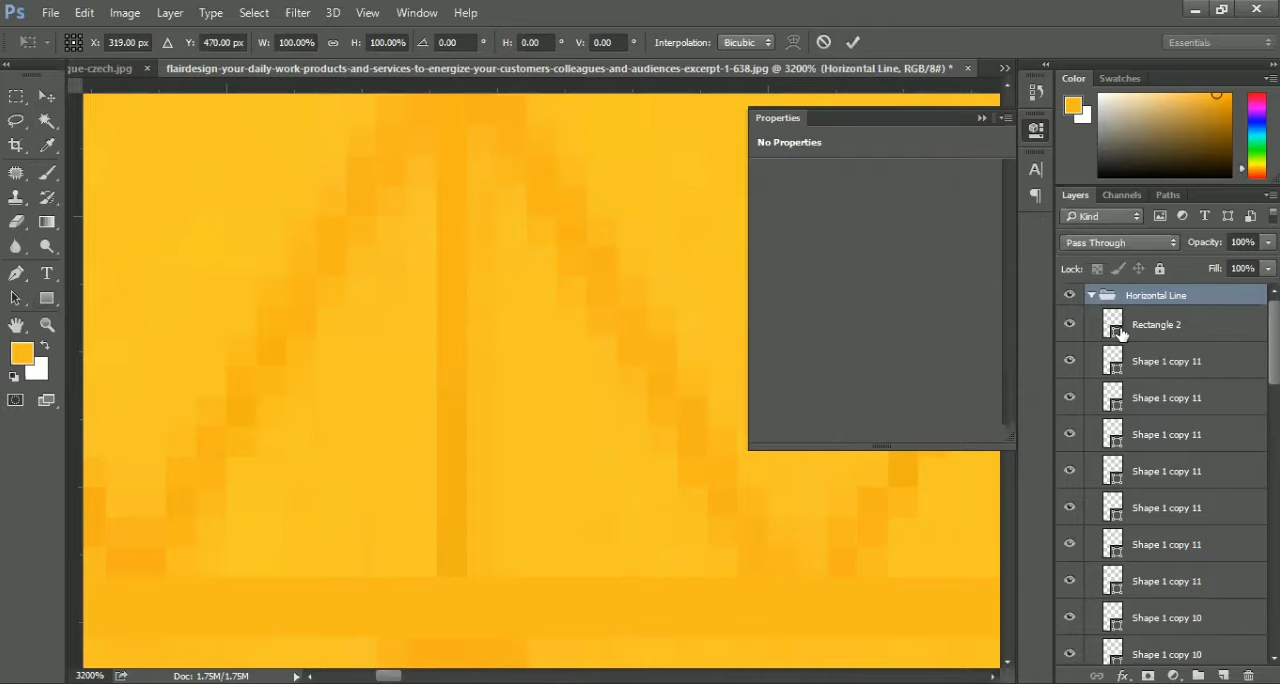 Ps File Edit Image Layer Type Select Filter 3D View Window Help
X: 319.00 px Y: 470.00 px W: 100.00% H: 100.00% 0.00 ° H: 0.00 ° V: 0.00 ° Interpolation: Bicubic Essentials
gue-czech.jpg × flairdesign-your-daily-work-products-and-services-to-energize-your-customers-colleagues-and-audiences-excerpt-1-638.jpg @ 3200% (Horizontal Line, RGB/8#) * ×
Color Swatches
Properties
No Properties
Layers Channels Paths
Kind T
Pass Through Opacity: 100%
Lock: Fill: 100%
Horizontal Line
Rectangle 2
Shape 1 copy 11
Shape 1 copy 11
Shape 1 copy 11
Shape 1 copy 11
Shape 1 copy 11
Shape 1 copy 11
Shape 1 copy 11
Shape 1 copy 10
Shape 1 copy 10
3200% Doc: 1.75M/1.75M fx